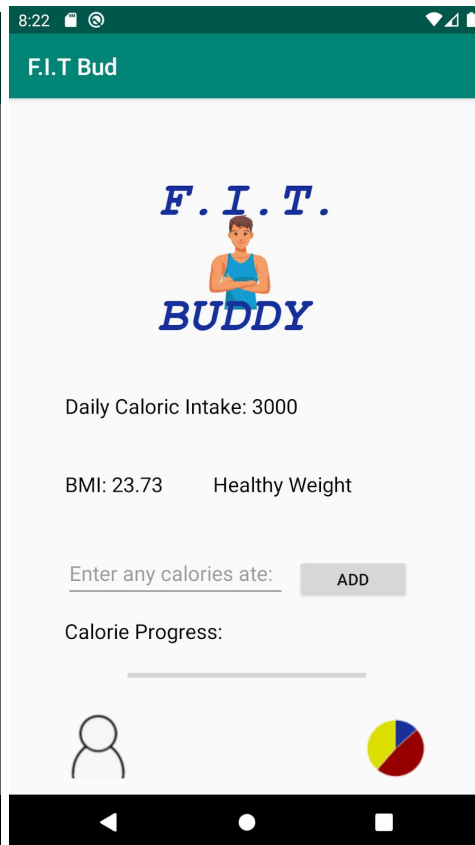 8:22
F.I.T Bud
F.I.T.
BUDDY
Daily Caloric Intake: 3000
BMI: 23.73 Healthy Weight
Enter any calories ate: ADD
Calorie Progress: